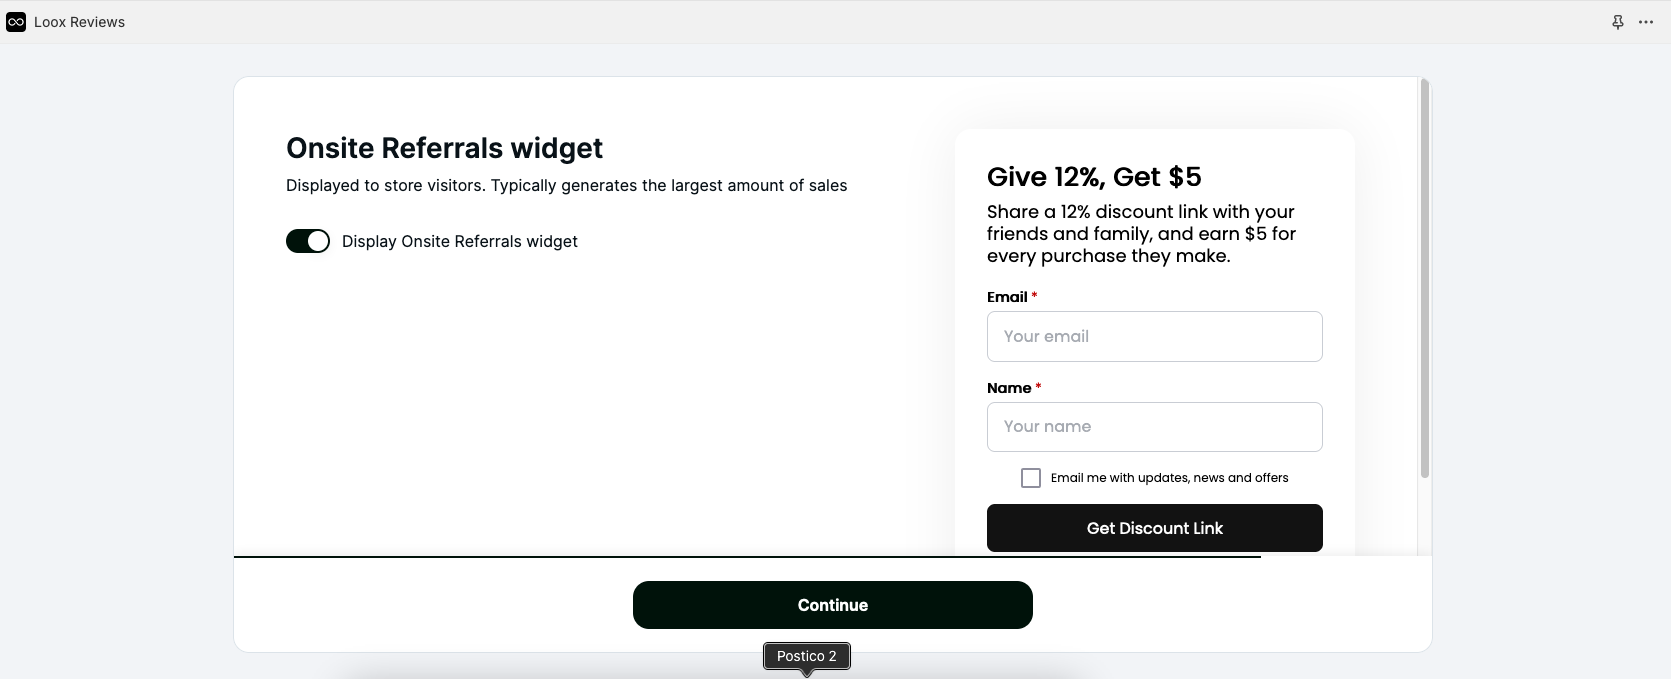 Loox Reviews
Onsite Referrals widget
Displayed to store visitors. Typically generates the largest amount of sales
Display Onsite Referrals widget
Give 12%, Get $5
Share a 12% discount link with your
friends and family, and earn $5 for
every purchase they make.
Email *
Your email
Name *
Your name
Email me with updates, news and offers
Get Discount Link
Continue
Postico 2